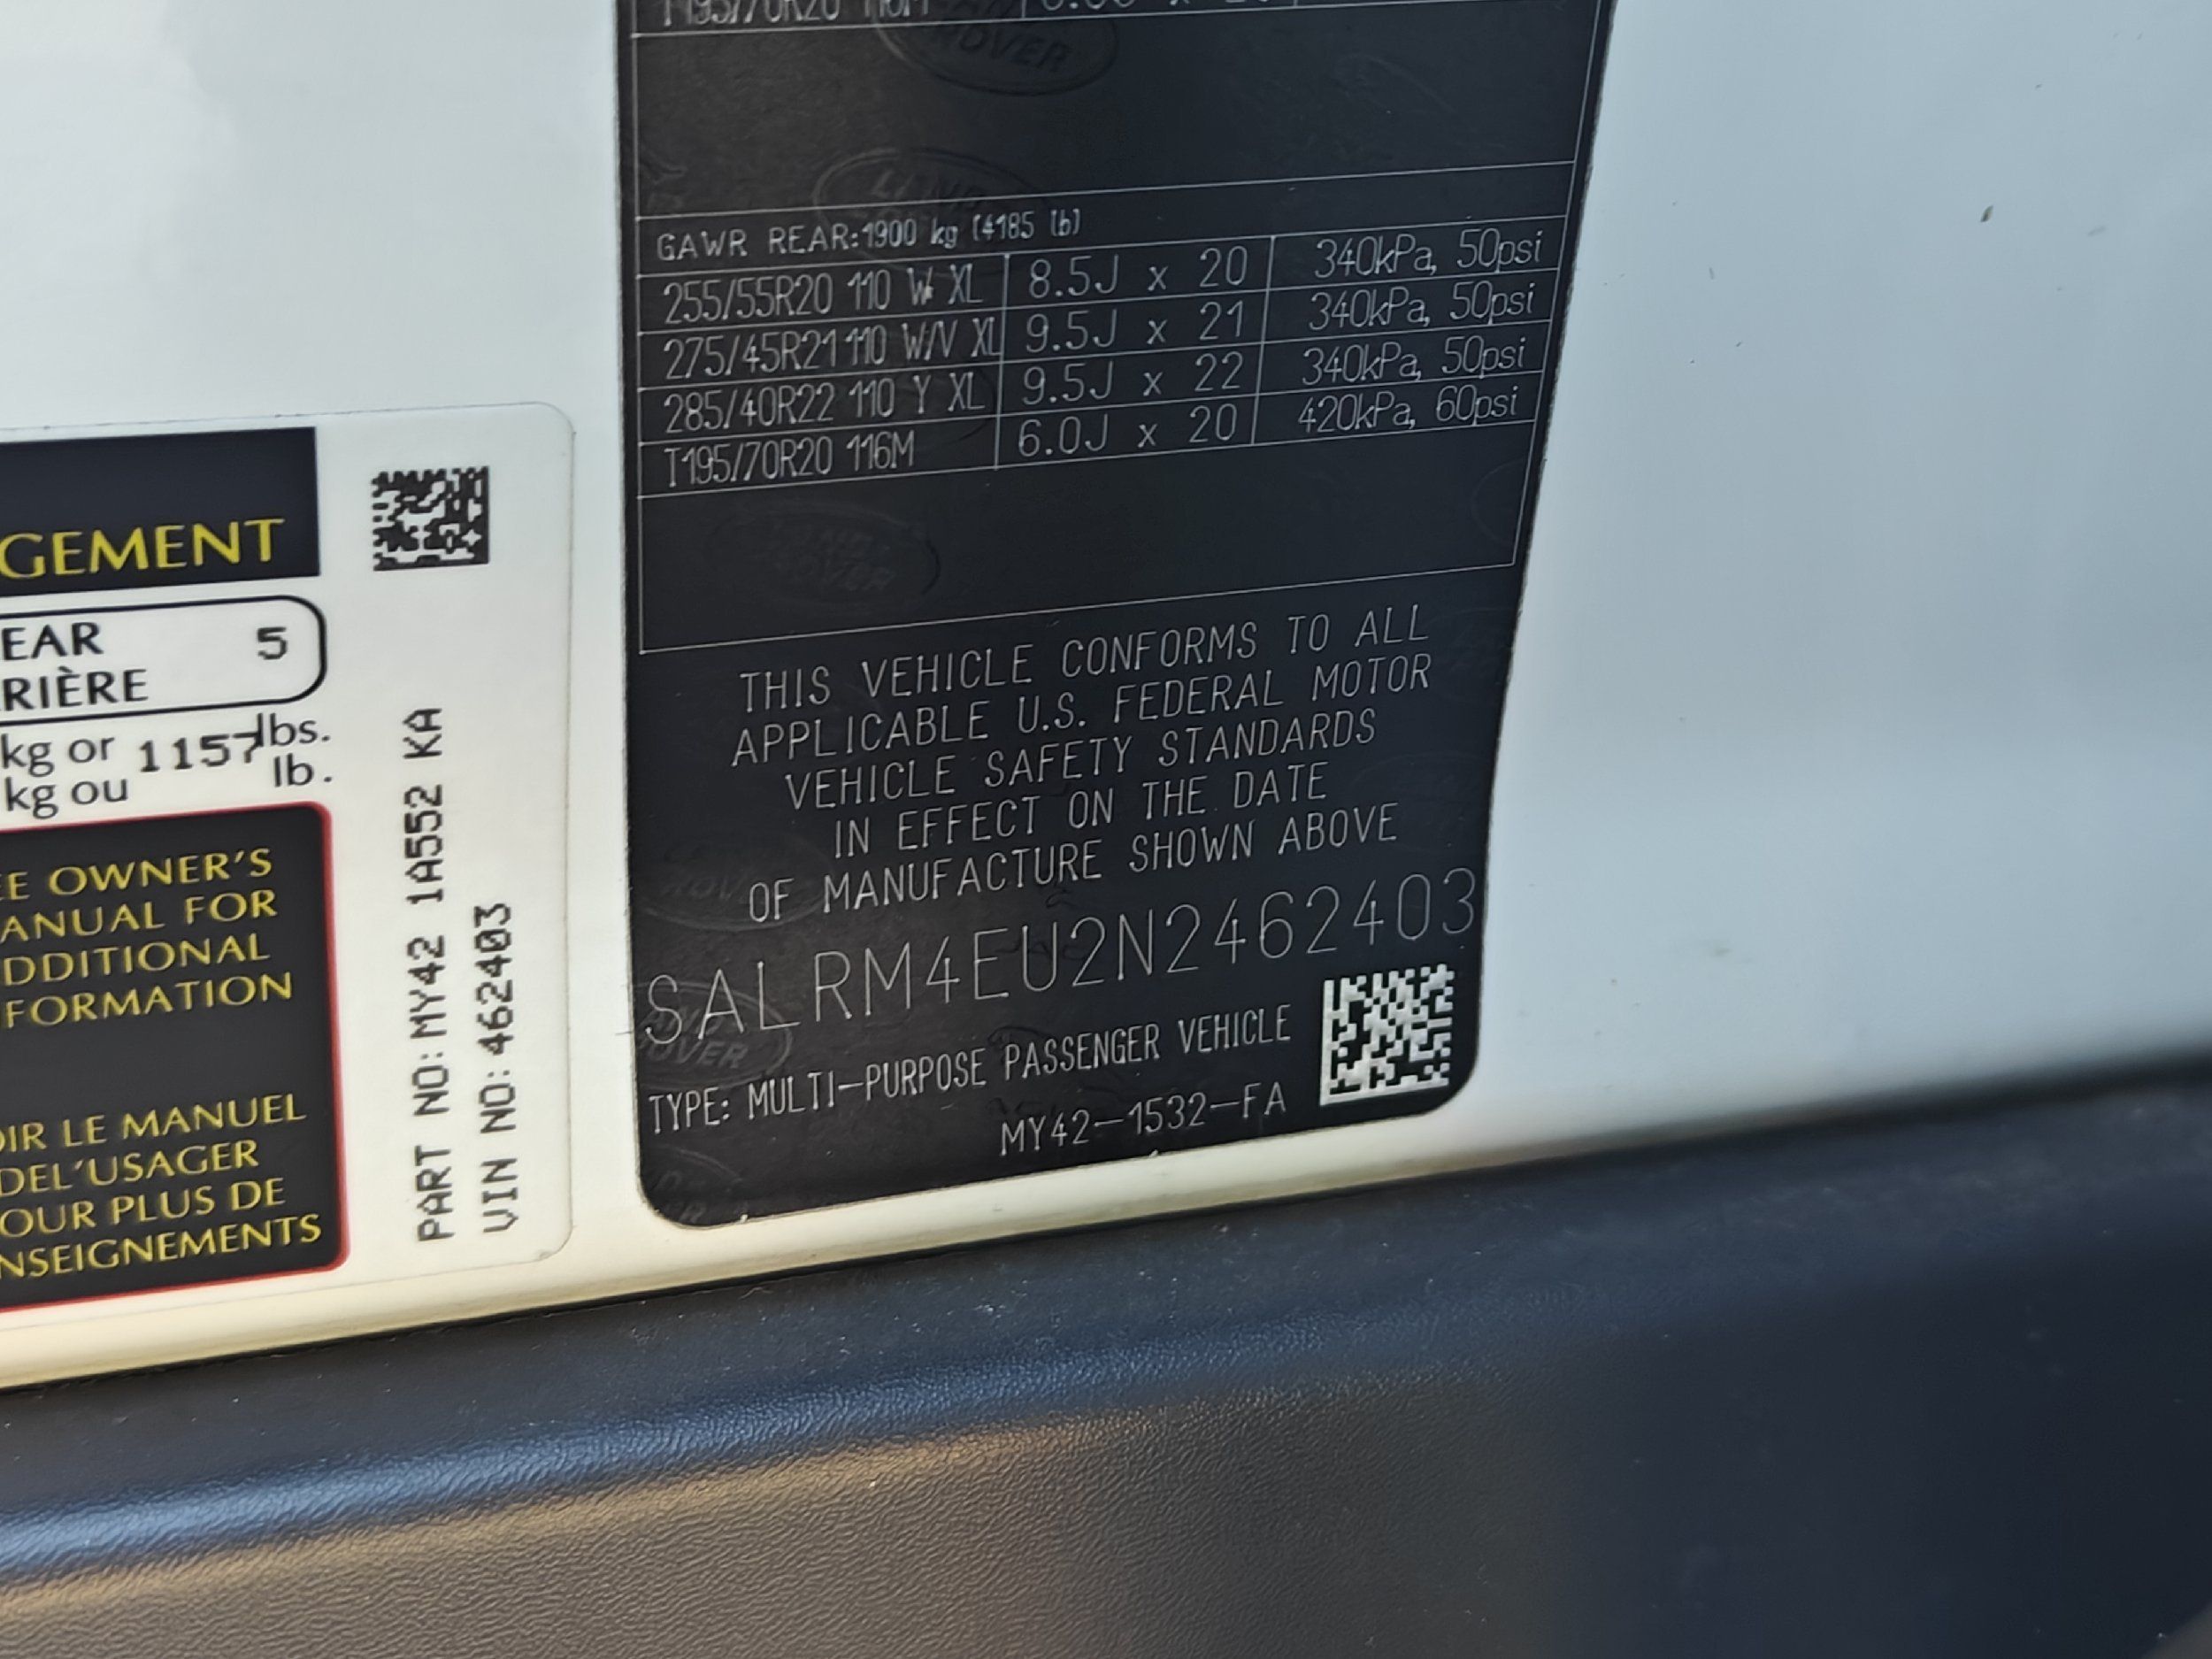 T195/70R20 116M
GAWR REAR:1900 kg (4185 lb)
255/55R20 110 W XL 8.5J x 20 340kPa, 50psi
275/45R21 110 W/V XL 9.5J x 21 340kPa, 50psi
285/40R22 110 Y XL 9.5J x 22 340kPa, 50psi
T195/70R20 116M 6.0J x 20 420kPa, 60psi
THIS VEHICLE CONFORMS TO ALL
APPLICABLE U.S. FEDERAL MOTOR
VEHICLE SAFETY STANDARDS
IN EFFECT ON THE DATE
OF MANUFACTURE SHOWN ABOVE
SALRM4EU2N2462403
TYPE: MULTI-PURPOSE PASSENGER VEHICLE
MY42-1532-FA
GEMENT
EAR 5
RIÈRE
kg or 1157 lbs.
kg ou lb.
EE OWNER'S
ANUAL FOR
DDITIONAL
FORMATION
OIR LE MANUEL
DEL'USAGER
OUR PLUS DE
NSEIGNEMENTS
PART NO:MY42 1A552 KA
VIN NO:462403